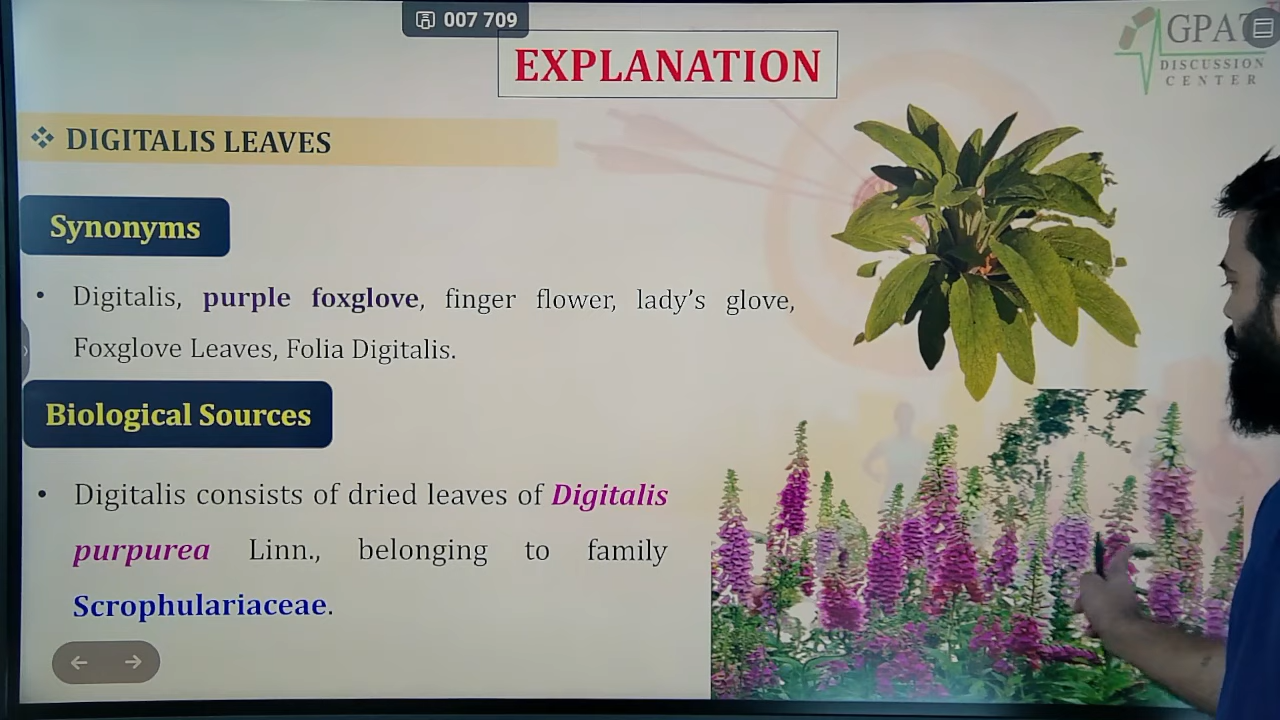 007 709
EXPLANATION
GPAT
DISCUSSION
CENTER
DIGITALIS LEAVES
Synonyms
• Digitalis, purple foxglove, finger flower, lady’s glove,
Foxglove Leaves, Folia Digitalis.
Biological Sources
• Digitalis consists of dried leaves of Digitalis
purpurea Linn., belonging to family
Scrophulariaceae.